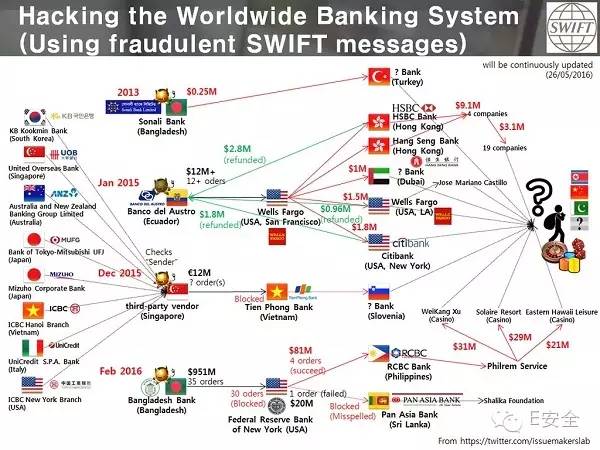 Hacking the Worldwide Banking System
(Using fraudulent SWIFT messages)
SWIFT
will be continuously updated
(26/05/2016)
2013
Sonali Bank Limited
$0.25M
Sonali Bank
(Bangladesh)
? Bank
(Turkey)
KB 국민은행
KB Kookmin Bank
(South Korea)
UOB
United Overseas Bank
(Singapore)
ANZ
Australia and New Zealand
Banking Group Limited
(Australia)
MUFG
Bank of Tokyo-Mitsubishi UFJ
(Japan)
MIZUHO
Mizuho Corporate Bank
(Japan)
ICBC
ICBC Hanoi Branch
(Vietnam)
UniCredit
UniCredit S.P.A. Bank
(Italy)
中国工商银行
ICBC New York Branch
(USA)
Jan 2015
$12M+
12+ oders
BANCO DEL AUSTRO
Banco del Austro
(Ecuador)
$2.8M
(refunded)
$1.8M
(refunded)
Wells Fargo
(USA, San Francisco)
WELLS
FARGO
HSBC
HSBC Bank
(Hong Kong)
Hang Seng Bank
(Hong Kong)
恒生銀行
HANG SENG BANK
$9.1M
4 companies
$3.1M
19 companies
$1M
? Bank
(Dubai)
Jose Mariano Castillo
$1.5M
$0.96M
(refunded)
Wells Fargo
(USA, LA)
WELLS
FARGO
$1.8M
citibank
Citibank
(USA, New York)
Dec 2015
Checks
"Sender"
€12M
? order(s)
third-party vendor
(Singapore)
Blocked
TienPhong Bank
Tien Phong Bank
(Vietnam)
? Bank
(Slovenia)
?
?
WeiKang Xu
(Casino)
Solaire Resort
(Casino)
Eastern Hawaii Leisure
(Casino)
$31M
$29M
$21M
Philrem Service
Feb 2016
$951M
35 orders
Bangladesh Bank
(Bangladesh)
$81M
4 orders
(succeed)
30 oders
(Blocked)
1 order (failed)
$20M
Federal Reserve Bank
of New York (USA)
RCBC
RCBC Bank
(Philippines)
Blocked
(Misspelled)
PAN ASIA BANK
Pan Asia Bank
(Sri Lanka)
Shalika Foundation
E安全
From https://twitter.com/issuemakerslab